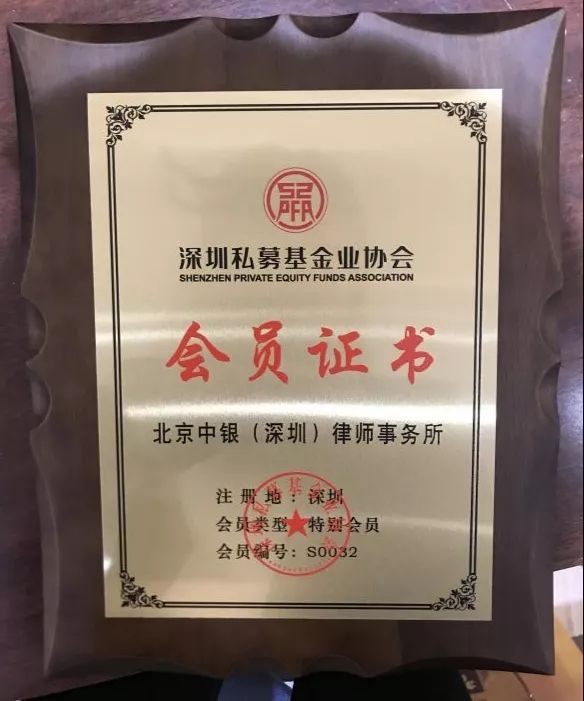 深圳私募基金业协会
SHENZHEN PRIVATE EQUITY FUNDS ASSOCIATION
会员证书
北京中银（深圳）律师事务所
注 册 地 ： 深圳
会员类型：特别会员
会员编号：S0032